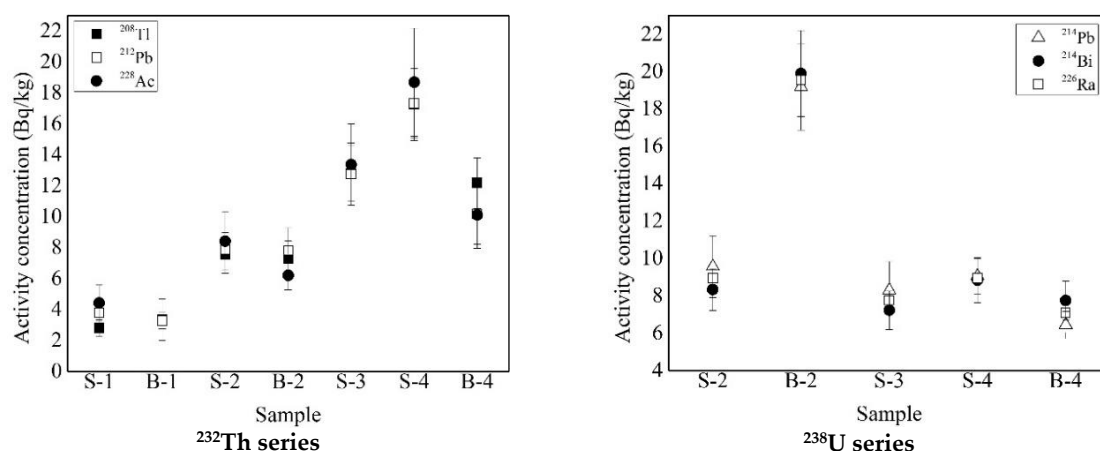 Activity concentration (Bq/kg)
22
20
18
16
14
12
10
8
6
4
2
0
²⁰⁸Tl
²¹²Pb
²²⁸Ac
S-1 B-1 S-2 B-2 S-3 S-4 B-4
Sample
²³²Th series
Activity concentration (Bq/kg)
22
20
18
16
14
12
10
8
6
4
²¹⁴Pb
²¹⁴Bi
²²⁶Ra
S-2 B-2 S-3 S-4 B-4
Sample
²³⁸U series